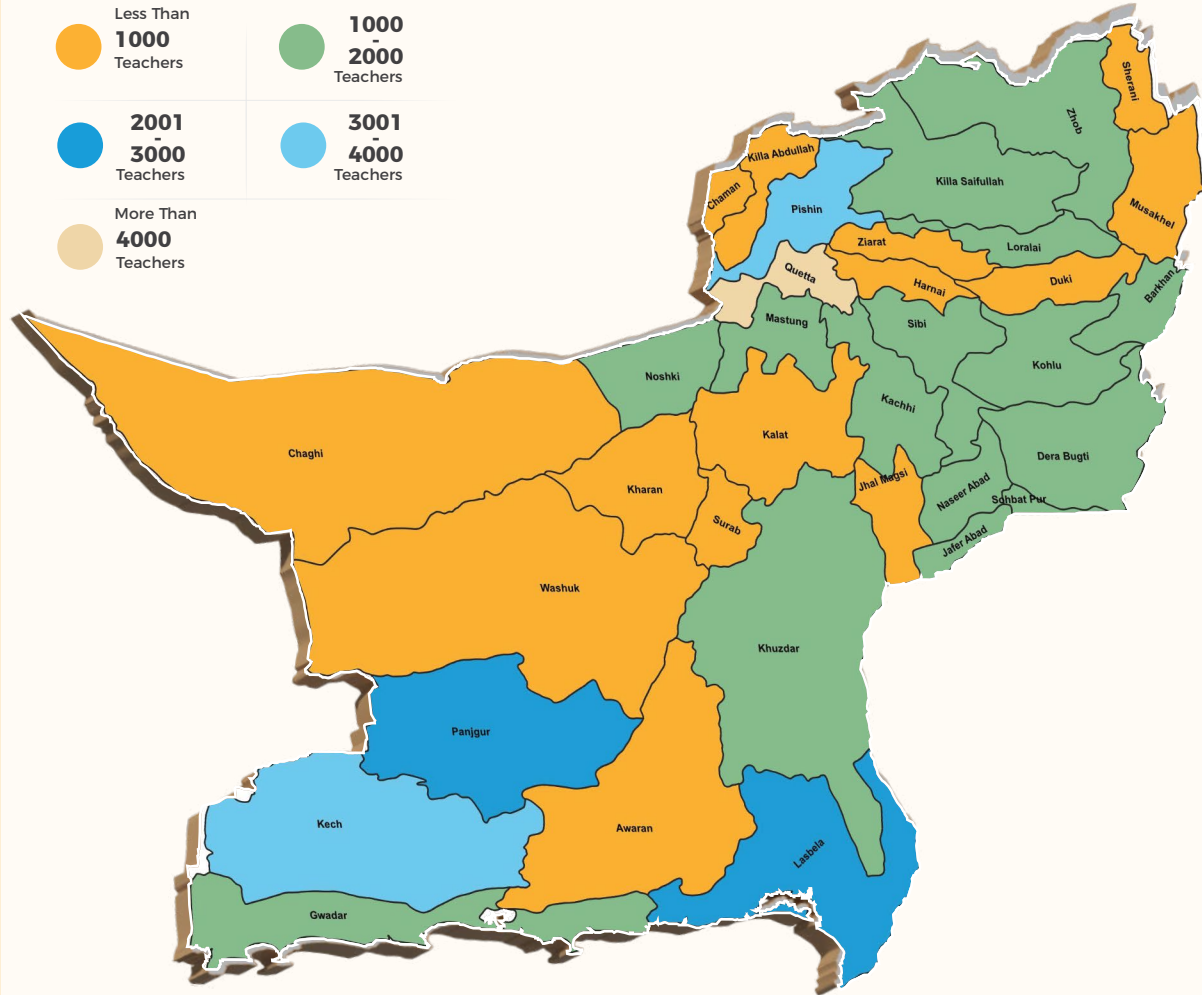 Less Than
1000
Teachers
1000
-
2000
Teachers
2001
-
3000
Teachers
3001
-
4000
Teachers
More Than
4000
Teachers
Sherani
Zhob
Killa Abdullah
Chaman
Killa Saifullah
Pishin
Musakhel
Ziarat
Loralai
Quetta
Harnai
Duki
Barkhan
Mastung
Sibi
Noshki
Kohlu
Kachhi
Kalat
Chaghi
Dera Bugti
Jhal Magsi
Kharan
Naseer Abad
Sohbat Pur
Surab
Jafer Abad
Washuk
Khuzdar
Panjgur
Kech
Awaran
Lasbela
Gwadar